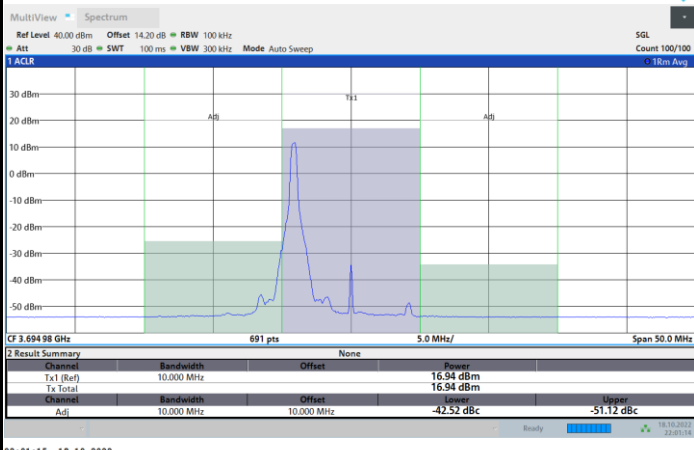 MultiView Spectrum
Ref Level 40.00 dBm Offset 14.20 dB RBW 100 kHz SGL
Att 30 dB SWT 100 ms VBW 300 kHz Mode Auto Sweep Count 100/100
1 ACLR 1Rm Avg
30 dBm
Tx1
20 dBm
Adj Adj
10 dBm
0 dBm
-10 dBm
-20 dBm
-30 dBm
-40 dBm
-50 dBm
CF 3.694 98 GHz 691 pts 5.0 MHz/ Span 50.0 MHz
2 Result Summary None
Channel Bandwidth Offset Power
Tx1 (Ref) 10.000 MHz 16.94 dBm
Tx Total 16.94 dBm
Channel Bandwidth Offset Lower Upper
Adj 10.000 MHz 10.000 MHz -42.52 dBc -51.12 dBc
Ready 18.10.2022
22:01:14